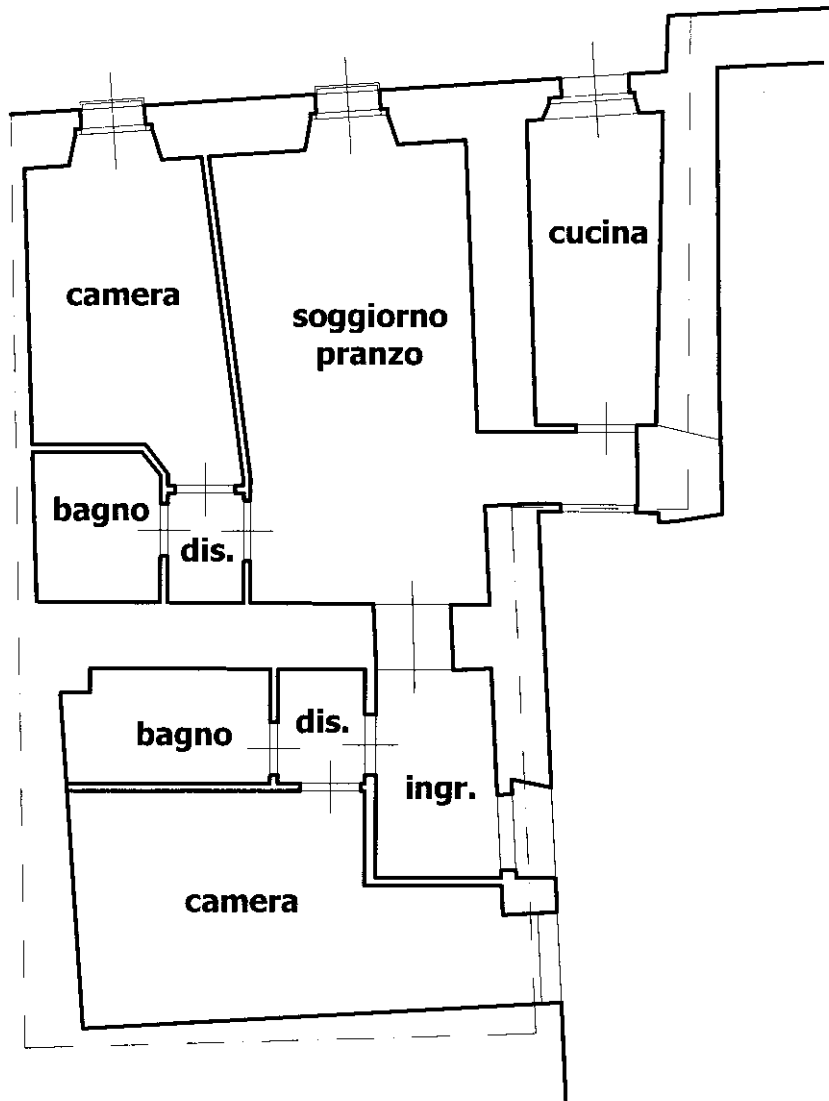 cucina
camera
soggiorno
pranzo
bagno
dis.
dis.
bagno
ingr.
camera